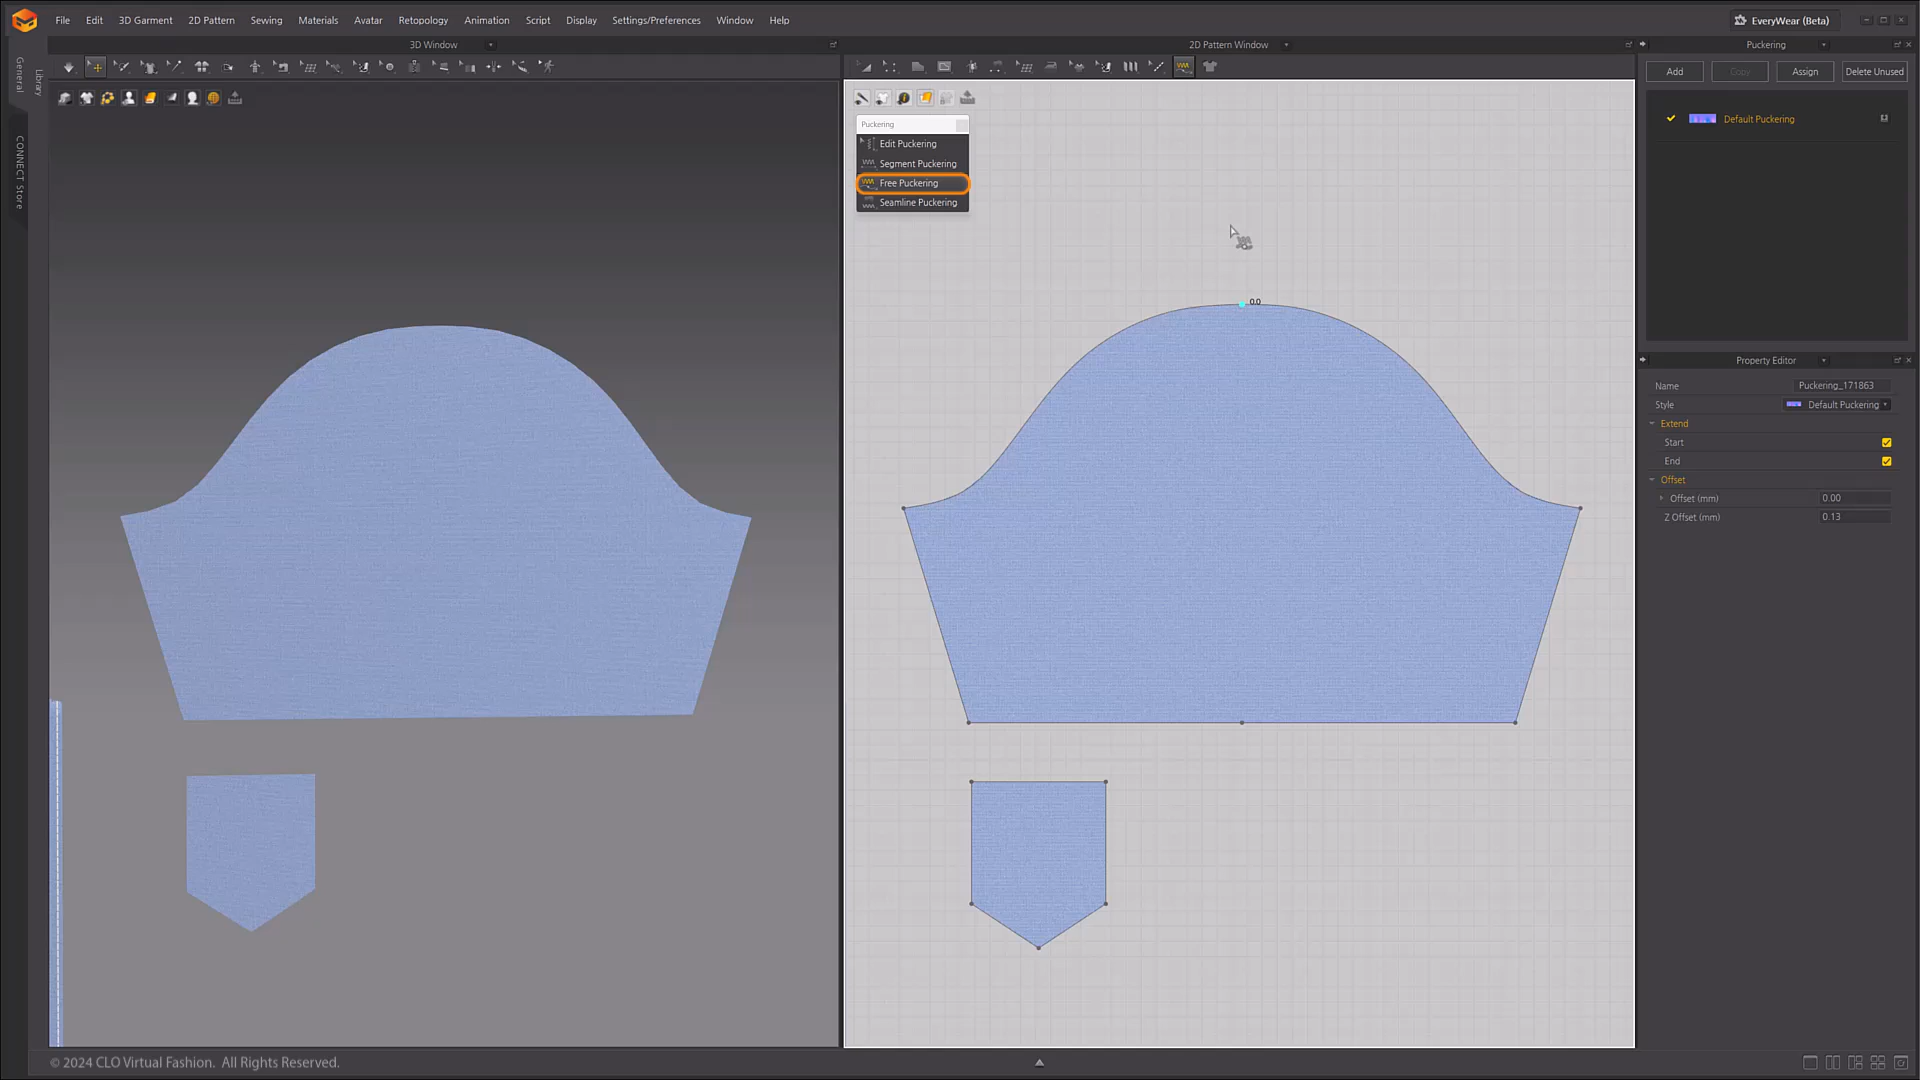 File Edit 3D Garment 2D Pattern Sewing Materials Avatar Retopology Animation Script Display Settings/Preferences Window Help EveryWear (Beta)
3D Window
2D Pattern Window
Puckering
General
Library
CONNECT Store
Add Copy Assign Delete Unused
Default Puckering
Puckering
Edit Puckering
Segment Puckering
Free Puckering
Seamline Puckering
0.0
Property Editor
Name Puckering_171863
Style Default Puckering
Extend
Start
End
Offset
Offset (mm) 0.00
Z Offset (mm) 0.13
© 2024 CLO Virtual Fashion. All Rights Reserved.